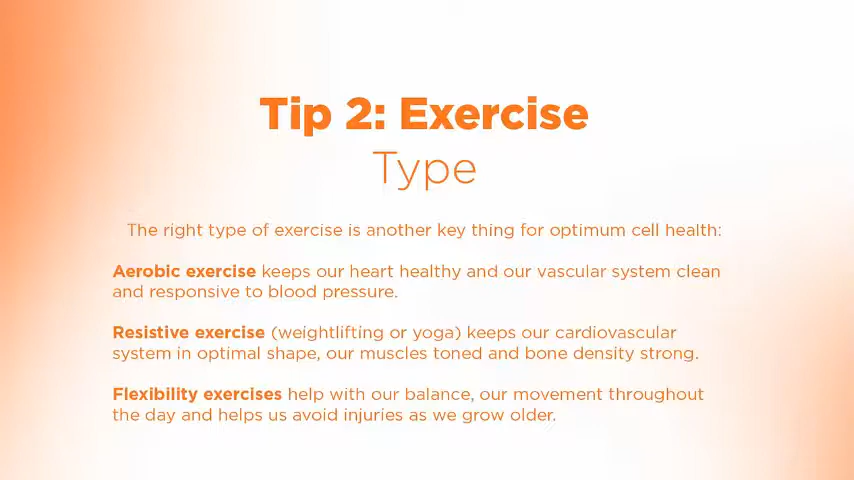 Tip 2: Exercise
Type
The right type of exercise is another key thing for optimum cell health:
Aerobic exercise keeps our heart healthy and our vascular system clean
and responsive to blood pressure.
Resistive exercise (weightlifting or yoga) keeps our cardiovascular
system in optimal shape, our muscles toned and bone density strong.
Flexibility exercises help with our balance, our movement throughout
the day and helps us avoid injuries as we grow older.